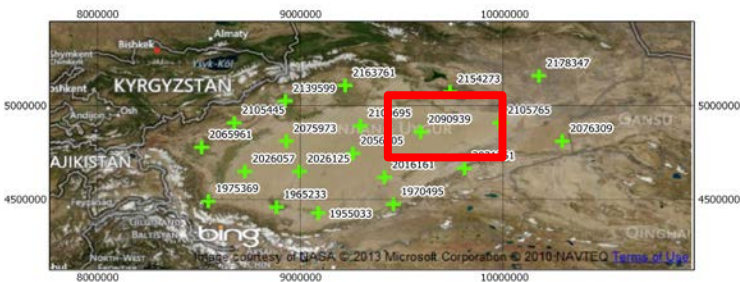 8000000 9000000 10000000
Almaty
Bishkek
Ysyk-Köl
2178347
2163761
2154273
KYRGYZSTAN
2139599
5000000
5000000
Andijon
Osh
2105445
2105765
2090939
GANSU
2065961
2075973
2076309
AJIKISTAN
2026057
2026125
2016161
1975369
1965233
1970495
4500000
4500000
1955033
QINGHAI
bing
Image courtesy of NASA © 2013 Microsoft Corporation © 2010 NAVTEQ Terms of Use
8000000 9000000 10000000